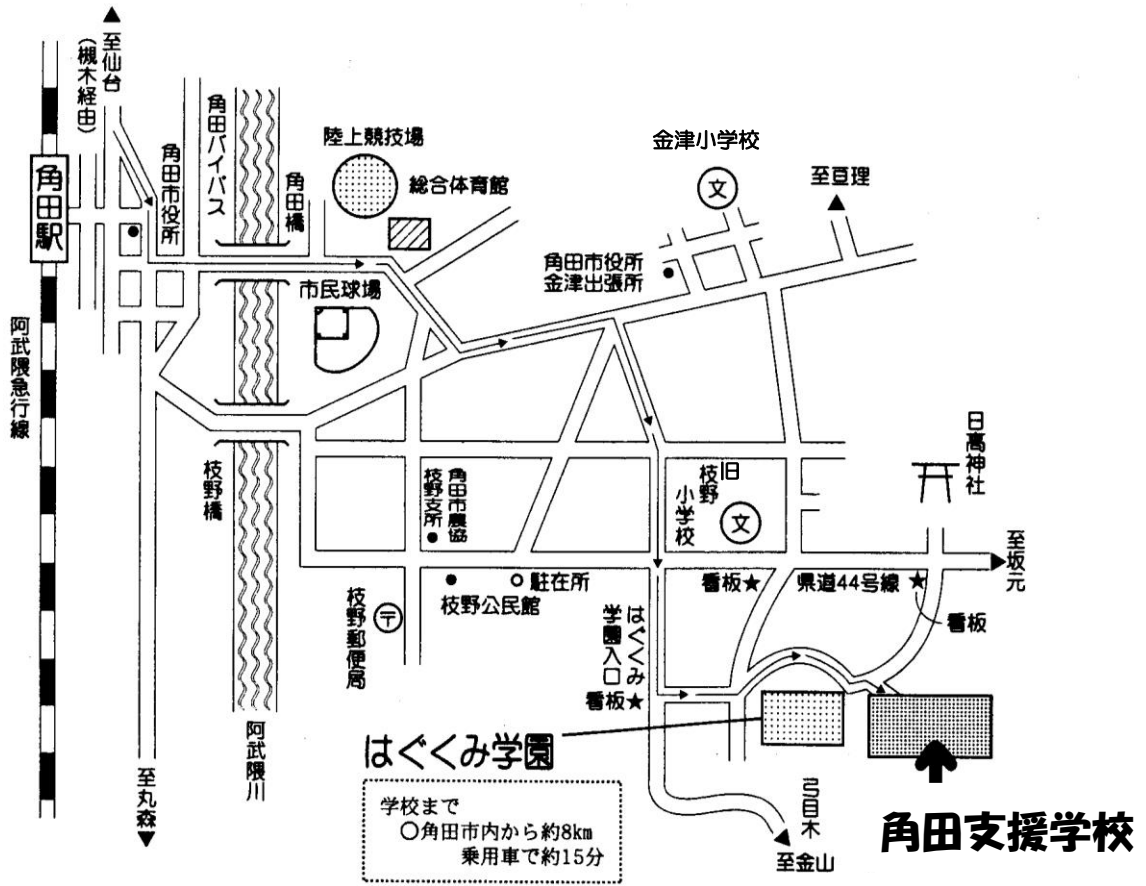 至仙台
(槻木経由)
角田駅
阿武隈急行線
角田市役所
角田バイパス
角田橋
陸上競技場
総合体育館
市民球場
金津小学校
文
至亘理
角田市役所
金津出張所
枝野橋
角田市農協
枝野支所
旧
枝野
小学校
文
日高神社
至坂元
駐在所
枝野公民館
枝野郵便局
〒
看板★
県道44号線★
看板
はぐくみ
学園入口
看板★
はぐくみ学園
阿武隈川
至丸森
学校まで
○角田市内から約8km
乗用車で約15分
弓目木
至金山
角田支援学校